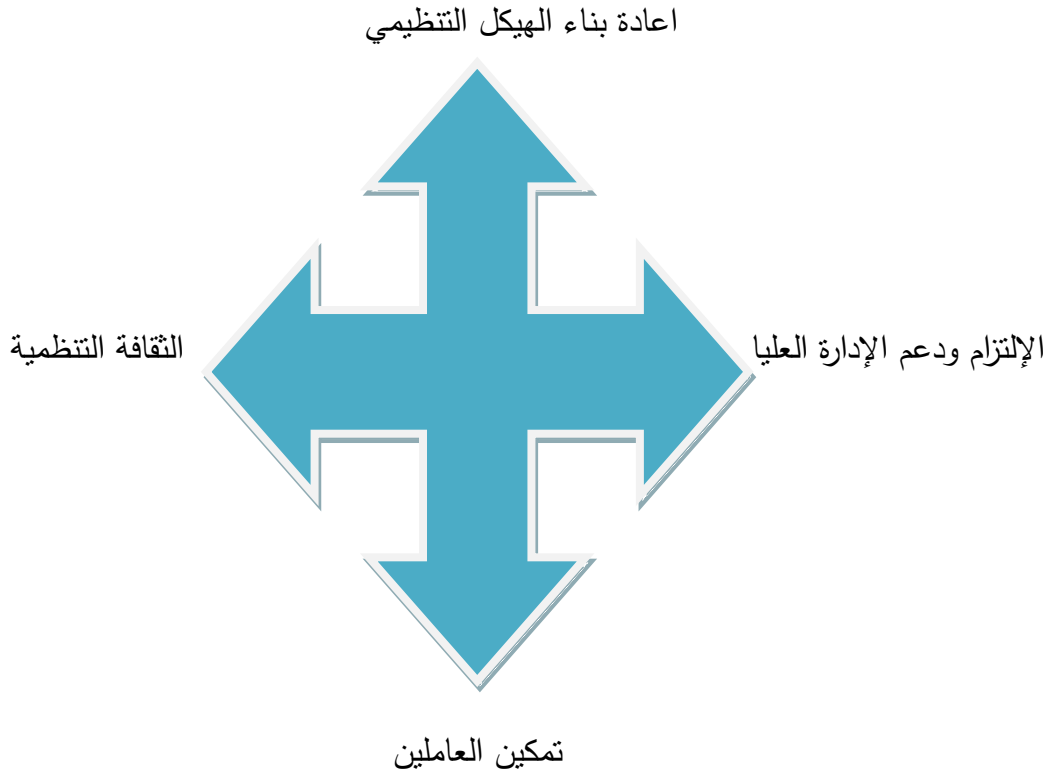 اعادة بناء الهيكل التنظيمي
الإلتزام ودعم الإدارة العليا
الثقافة التنظمية
تمكين العاملين